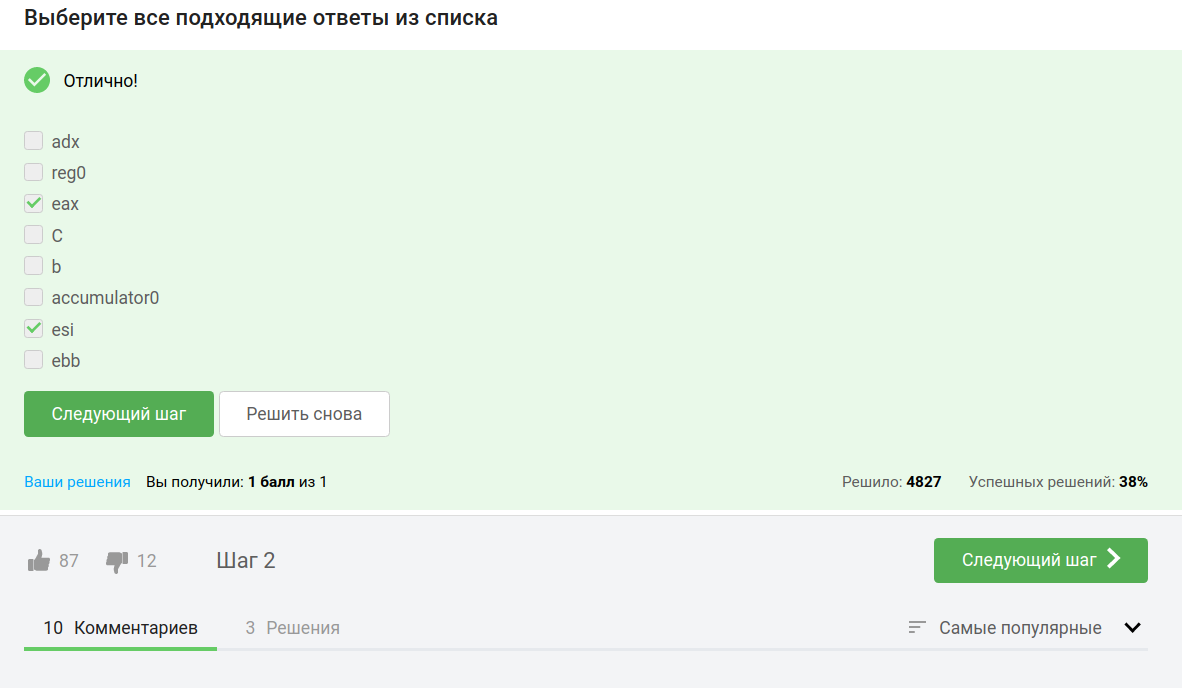 Выберите все подходящие ответы из списка
Отлично!
adx
reg0
eax
C
b
accumulator0
esi
ebb
Следующий шаг Решить снова
Ваши решения Вы получили: 1 балл из 1 Решило: 4827 Успешных решений: 38%
87 12 Шаг 2 Следующий шаг
10 Комментариев 3 Решения Самые популярные